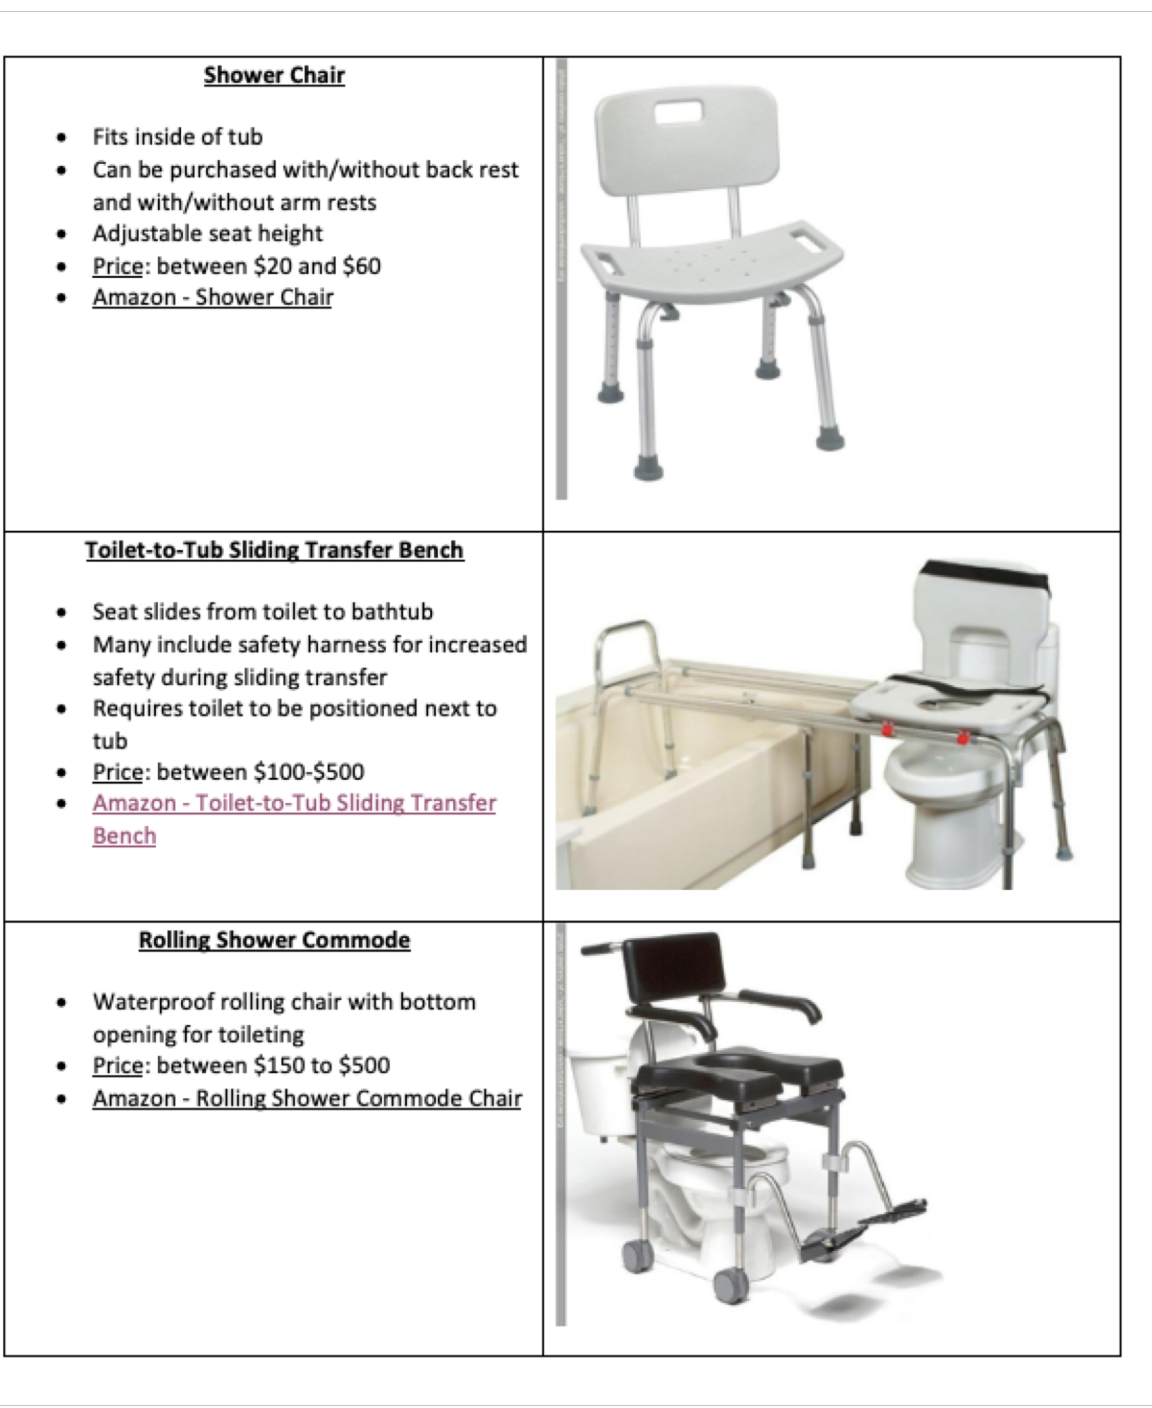 Shower Chair
• Fits inside of tub
• Can be purchased with/without back rest
and with/without arm rests
• Adjustable seat height
• Price: between $20 and $60
• Amazon - Shower Chair
Toilet-to-Tub Sliding Transfer Bench
• Seat slides from toilet to bathtub
• Many include safety harness for increased
safety during sliding transfer
• Requires toilet to be positioned next to
tub
• Price: between $100-$500
• Amazon - Toilet-to-Tub Sliding Transfer
Bench
Rolling Shower Commode
• Waterproof rolling chair with bottom
opening for toileting
• Price: between $150 to $500
• Amazon - Rolling Shower Commode Chair